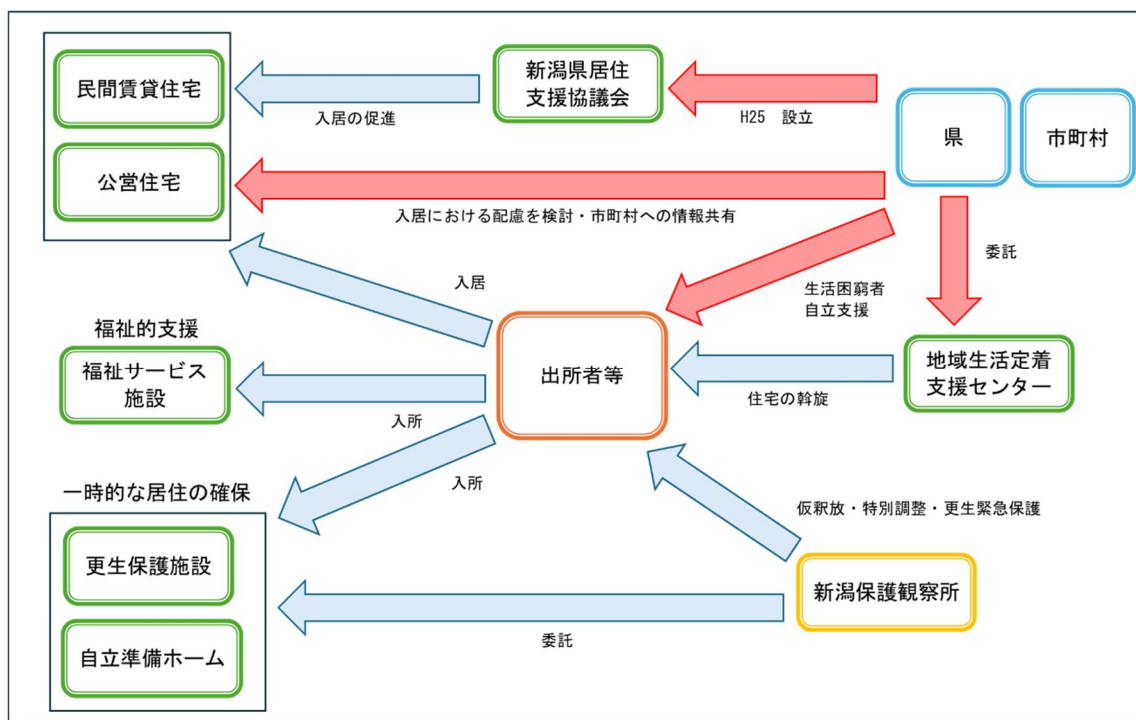 民間賃貸住宅
新潟県居住
支援協議会
県
市町村
入居の促進
H25 設立
公営住宅
入居における配慮を検討・市町村への情報共有
入居
生活困窮者
自立支援
委託
福祉的支援
福祉サービス
施設
出所者等
地域生活定着
支援センター
入所
住宅の斡旋
入所
一時的な居住の確保
仮釈放・特別調整・更生緊急保護
更生保護施設
新潟保護観察所
委託
自立準備ホーム